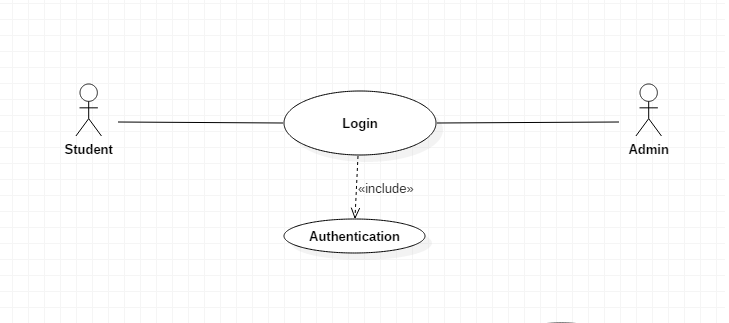 Login
Student
Admin
«include»
Authentication